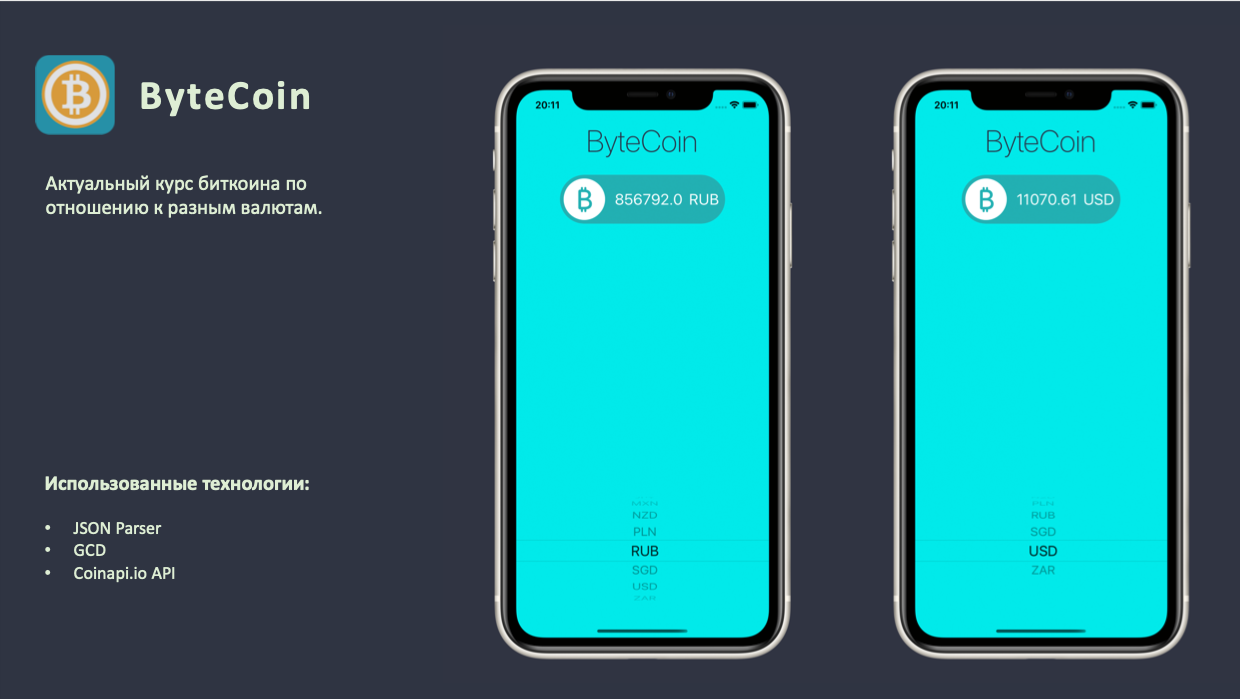 ByteCoin
Актуальный курс биткоина по
отношению к разным валютам.
Использованные технологии:
• JSON Parser
• GCD
• Coinapi.io API
20:11
ByteCoin
856792.0 RUB
MXN
NZD
PLN
RUB
SGD
USD
ZAR
20:11
ByteCoin
11070.61 USD
PLN
RUB
SGD
USD
ZAR